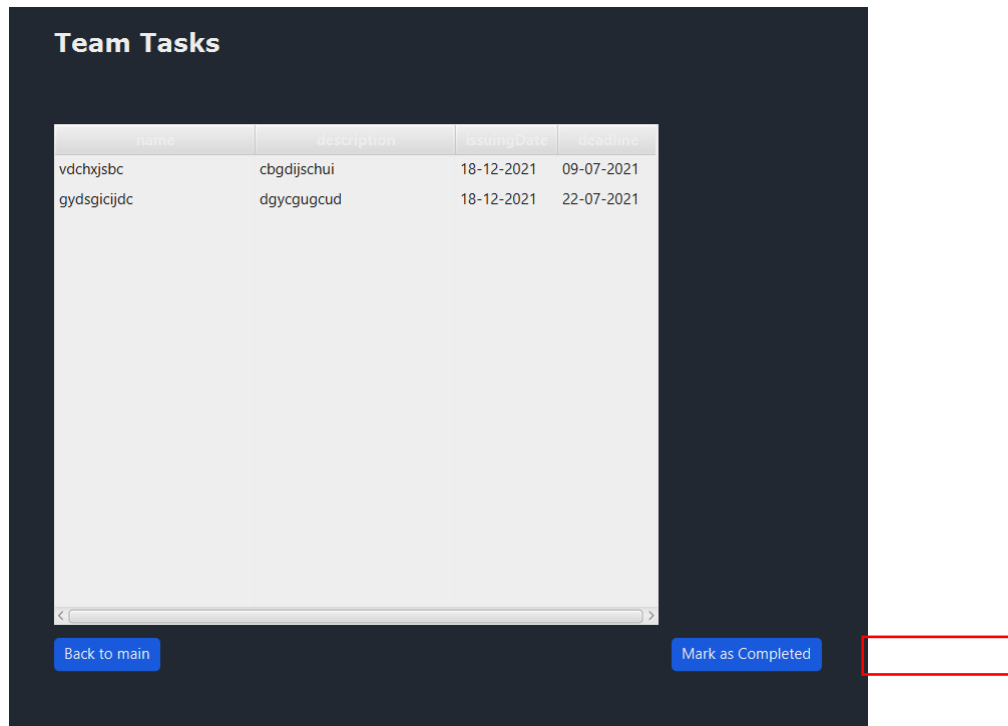 Team Tasks
name description issuingDate deadline
vdchxjsbc cbgdijschui 18-12-2021 09-07-2021
gydsgicijdc dgycgugcud 18-12-2021 22-07-2021
Back to main Mark as Completed